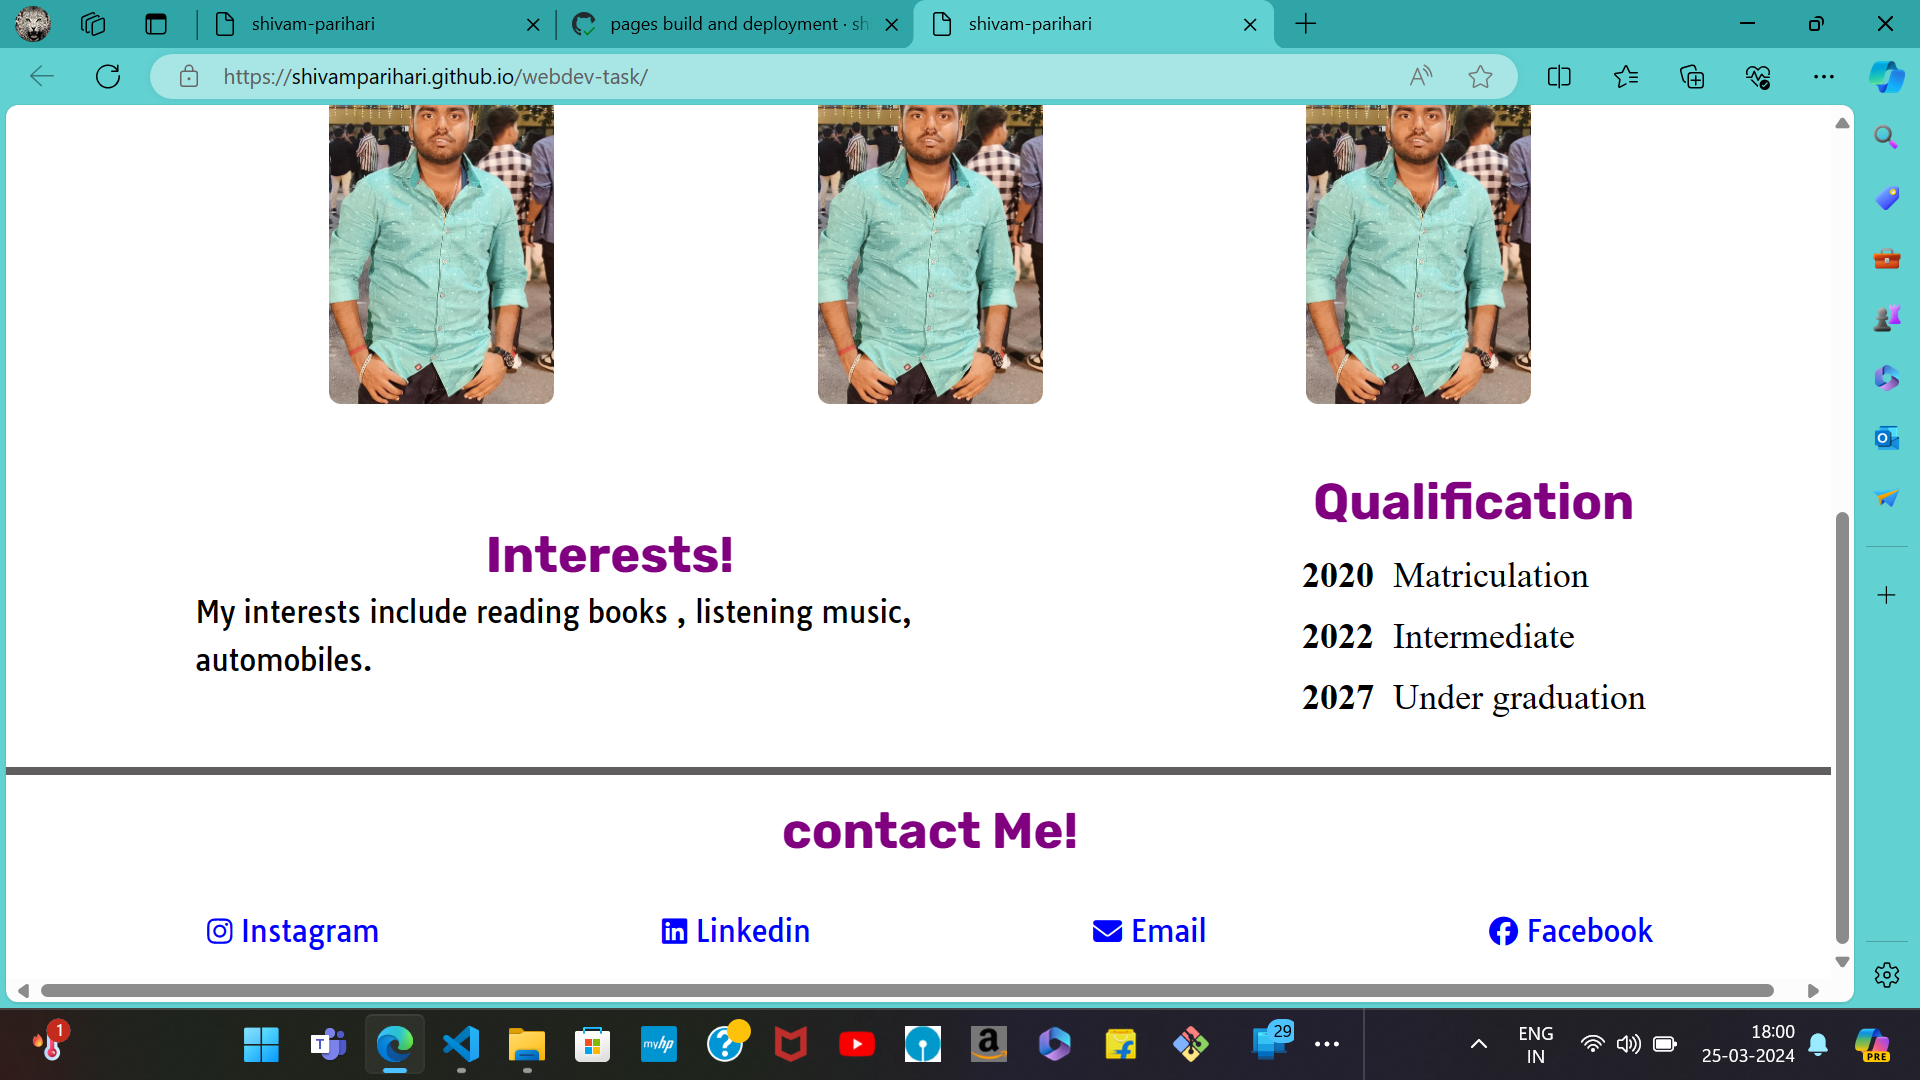 shivam-parihari
pages build and deployment · sh
shivam-parihari
https://shivamparihari.github.io/webdev-task/
Interests!
My interests include reading books , listening music,
automobiles.
Qualification
2020 Matriculation
2022 Intermediate
2027 Under graduation
contact Me!
Instagram
Linkedin
Email
Facebook
1
myhp
29
ENG
IN
18:00
25-03-2024
PRE